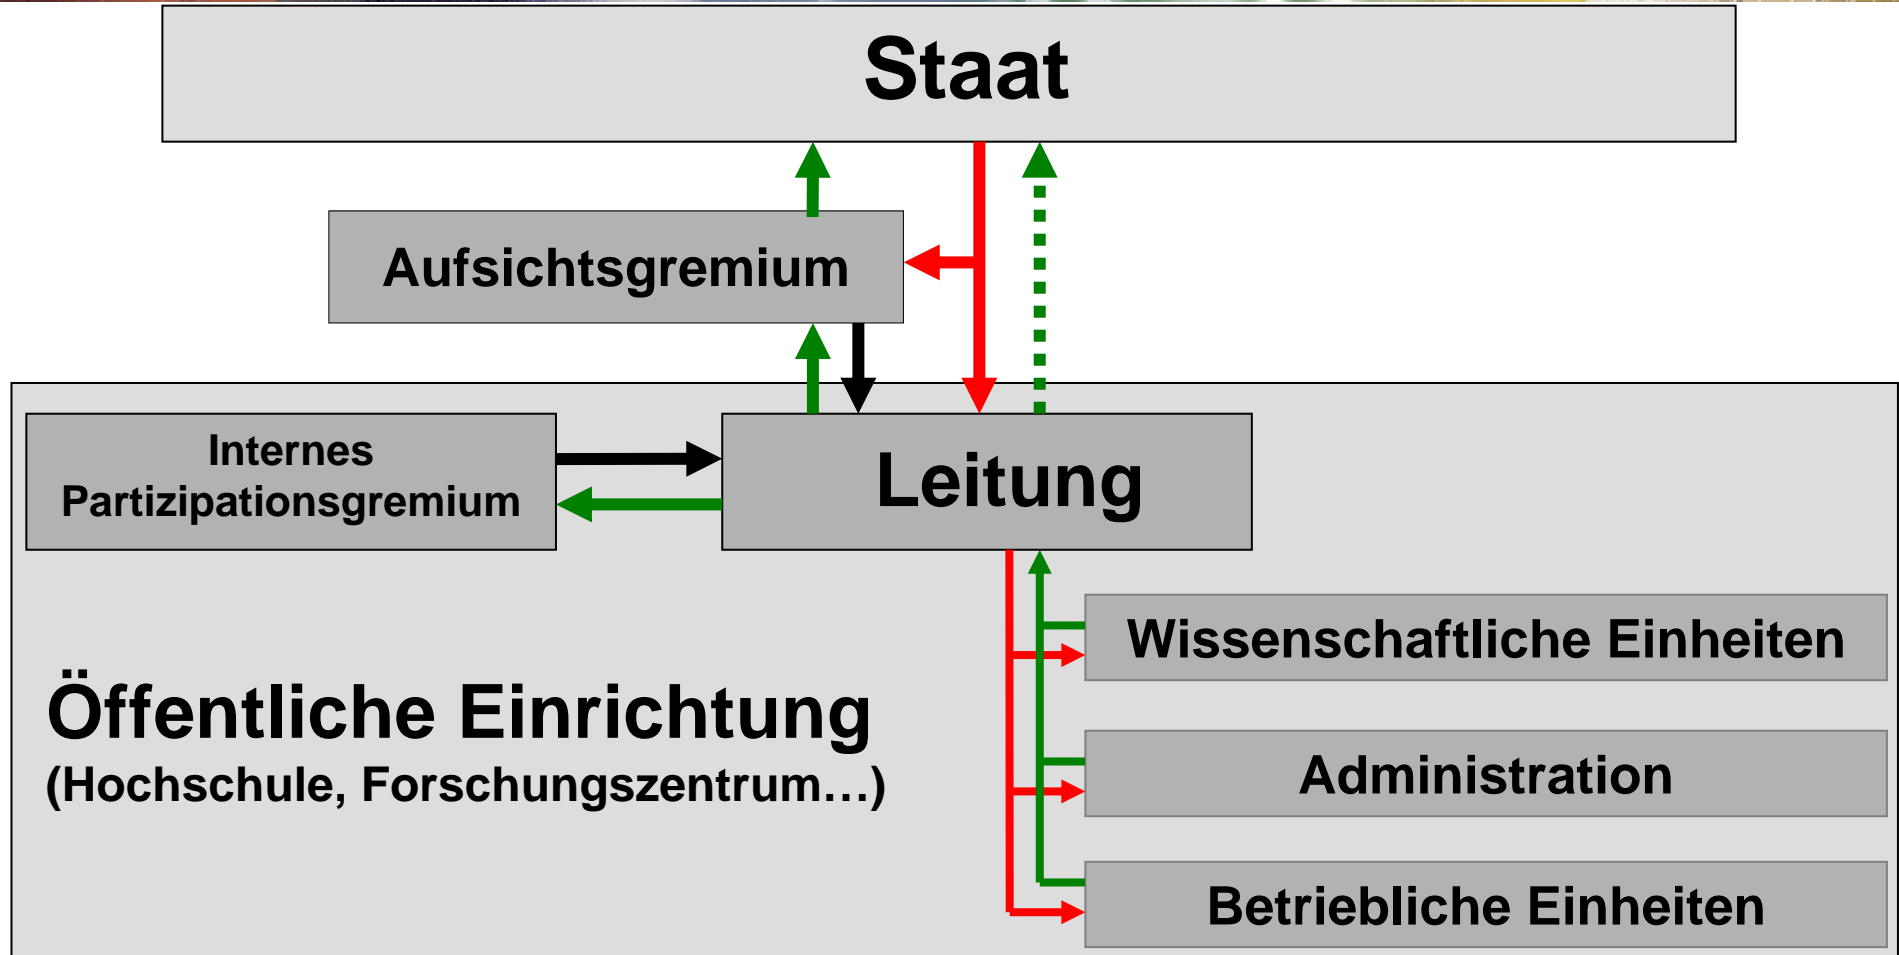 Staat
Aufsichtsgremium
Internes
Partizipationsgremium
Leitung
Wissenschaftliche Einheiten
Öffentliche Einrichtung
(Hochschule, Forschungszentrum…)
Administration
Betriebliche Einheiten